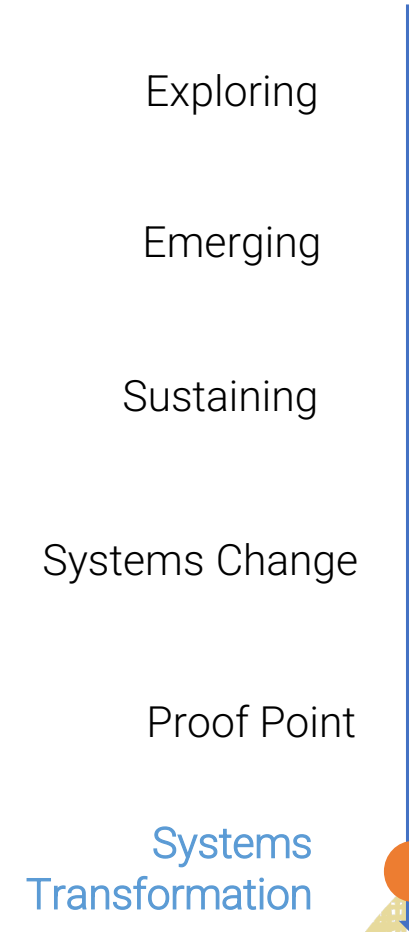 Exploring
Emerging
Sustaining
Systems Change
Proof Point
Systems
Transformation